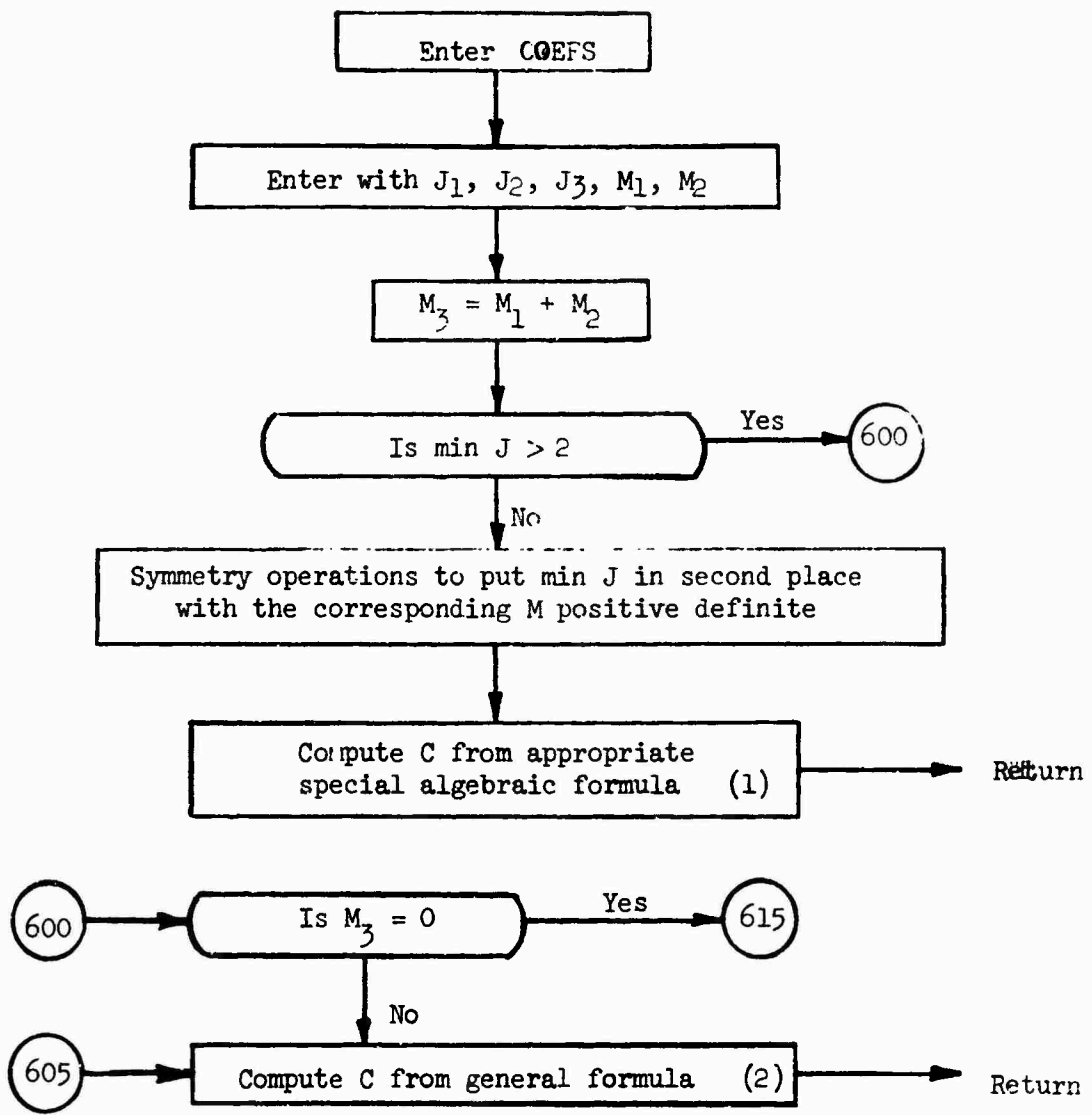 Enter COEFS
Enter with J1, J2, J3, M1, M2
M3 = M1 + M2
Is min J > 2
Yes
600
No
Symmetry operations to put min J in second place
with the corresponding M positive definite
Compute C from appropriate
special algebraic formula (1)
Return
600
Is M3 = 0
Yes
615
No
605
Compute C from general formula (2)
Return